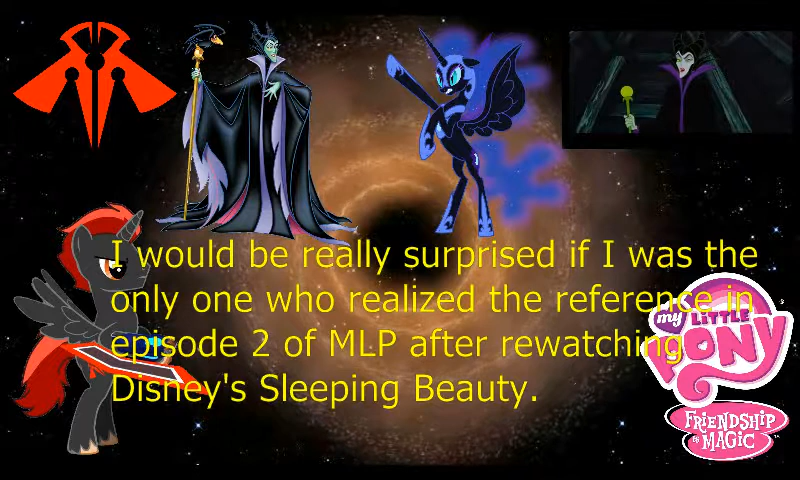 I would be really surprised if I was the
only one who realized the reference in
episode 2 of MLP after rewatching
Disney's Sleeping Beauty.
my LITTLE
PONY
FRiENDSHiP
is MAGiC